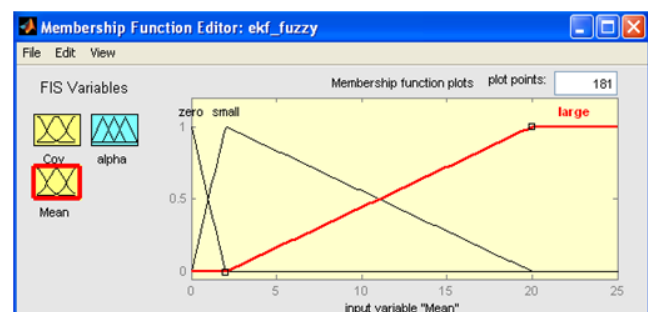 Membership Function Editor: ekf_fuzzy
File Edit View
FIS Variables
Membership function plots plot points: 181
zero small large
1
Cov alpha
0.5
Mean
0
0 5 10 15 20 25
input variable "Mean"